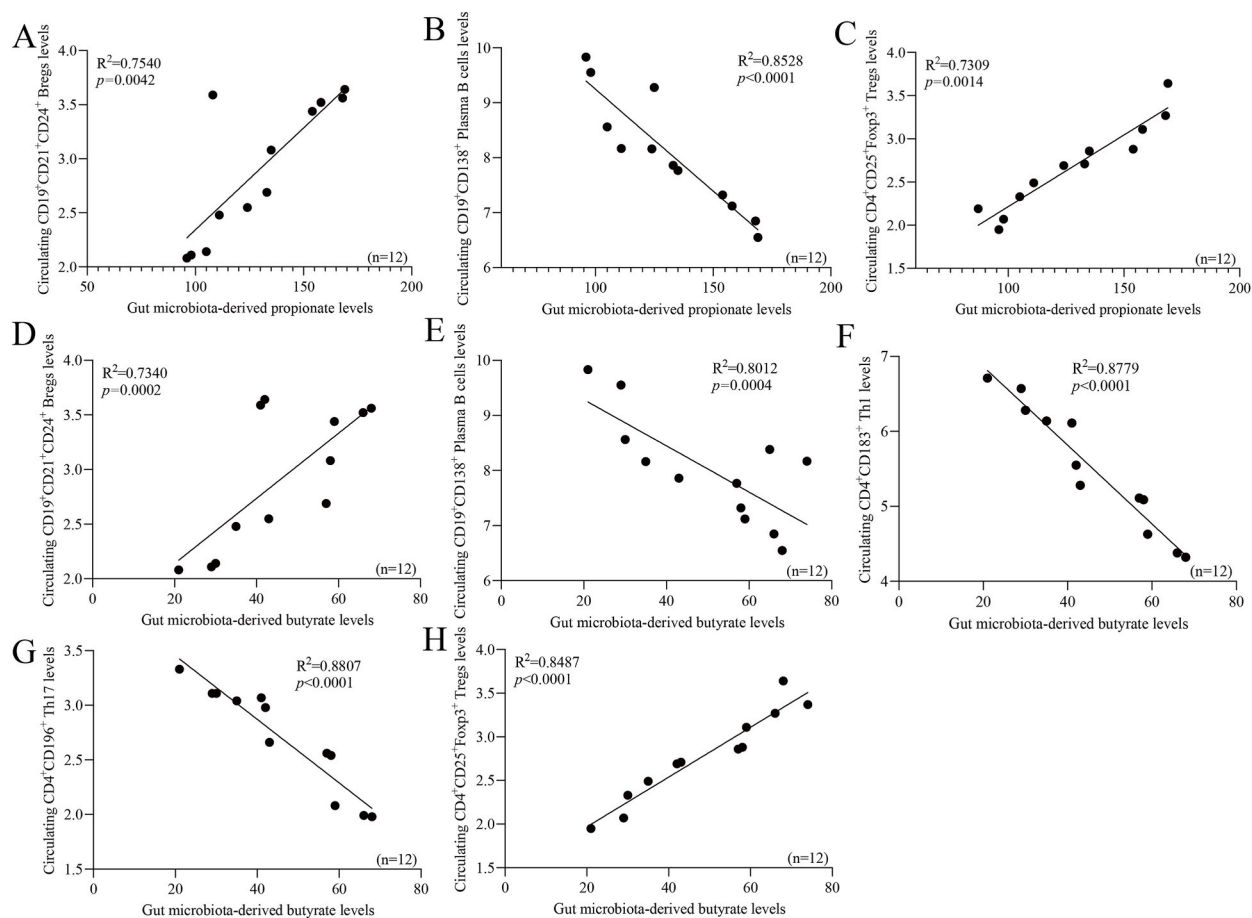 A
Circulating CD19⁺CD21⁺CD24⁺ Bregs levels
4.0
3.5
3.0
2.5
2.0
R²=0.7540
p=0.0042
(n=12)
50
100
150
200
Gut microbiota-derived propionate levels
B
Circulating CD19⁺CD138⁺ Plasma B cells levels
10
9
8
7
6
R²=0.8528
p<0.0001
(n=12)
100
150
200
Gut microbiota-derived propionate levels
C
Circulating CD4⁺CD25⁺Foxp3⁺ Tregs levels
4.0
3.5
3.0
2.5
2.0
1.5
R²=0.7309
p=0.0014
(n=12)
100
150
200
Gut microbiota-derived propionate levels
D
Circulating CD19⁺CD21⁺CD24⁺ Bregs levels
4.0
3.5
3.0
2.5
2.0
R²=0.7340
p=0.0002
(n=12)
0
20
40
60
80
Gut microbiota-derived butyrate levels
E
Circulating CD19⁺CD138⁺ Plasma B cells levels
10
9
8
7
6
R²=0.8012
p=0.0004
(n=12)
0
20
40
60
80
Gut microbiota-derived butyrate levels
F
Circulating CD4⁺CD183⁺ Th1 levels
7
6
5
4
R²=0.8779
p<0.0001
(n=12)
0
20
40
60
80
Gut microbiota-derived butyrate levels
G
Circulating CD4⁺CD196⁺ Th17 levels
3.5
3.0
2.5
2.0
1.5
R²=0.8807
p<0.0001
(n=12)
0
20
40
60
80
Gut microbiota-derived butyrate levels
H
Circulating CD4⁺CD25⁺Foxp3⁺ Tregs levels
4.0
3.5
3.0
2.5
2.0
1.5
R²=0.8487
p<0.0001
(n=12)
0
20
40
60
80
Gut microbiota-derived butyrate levels